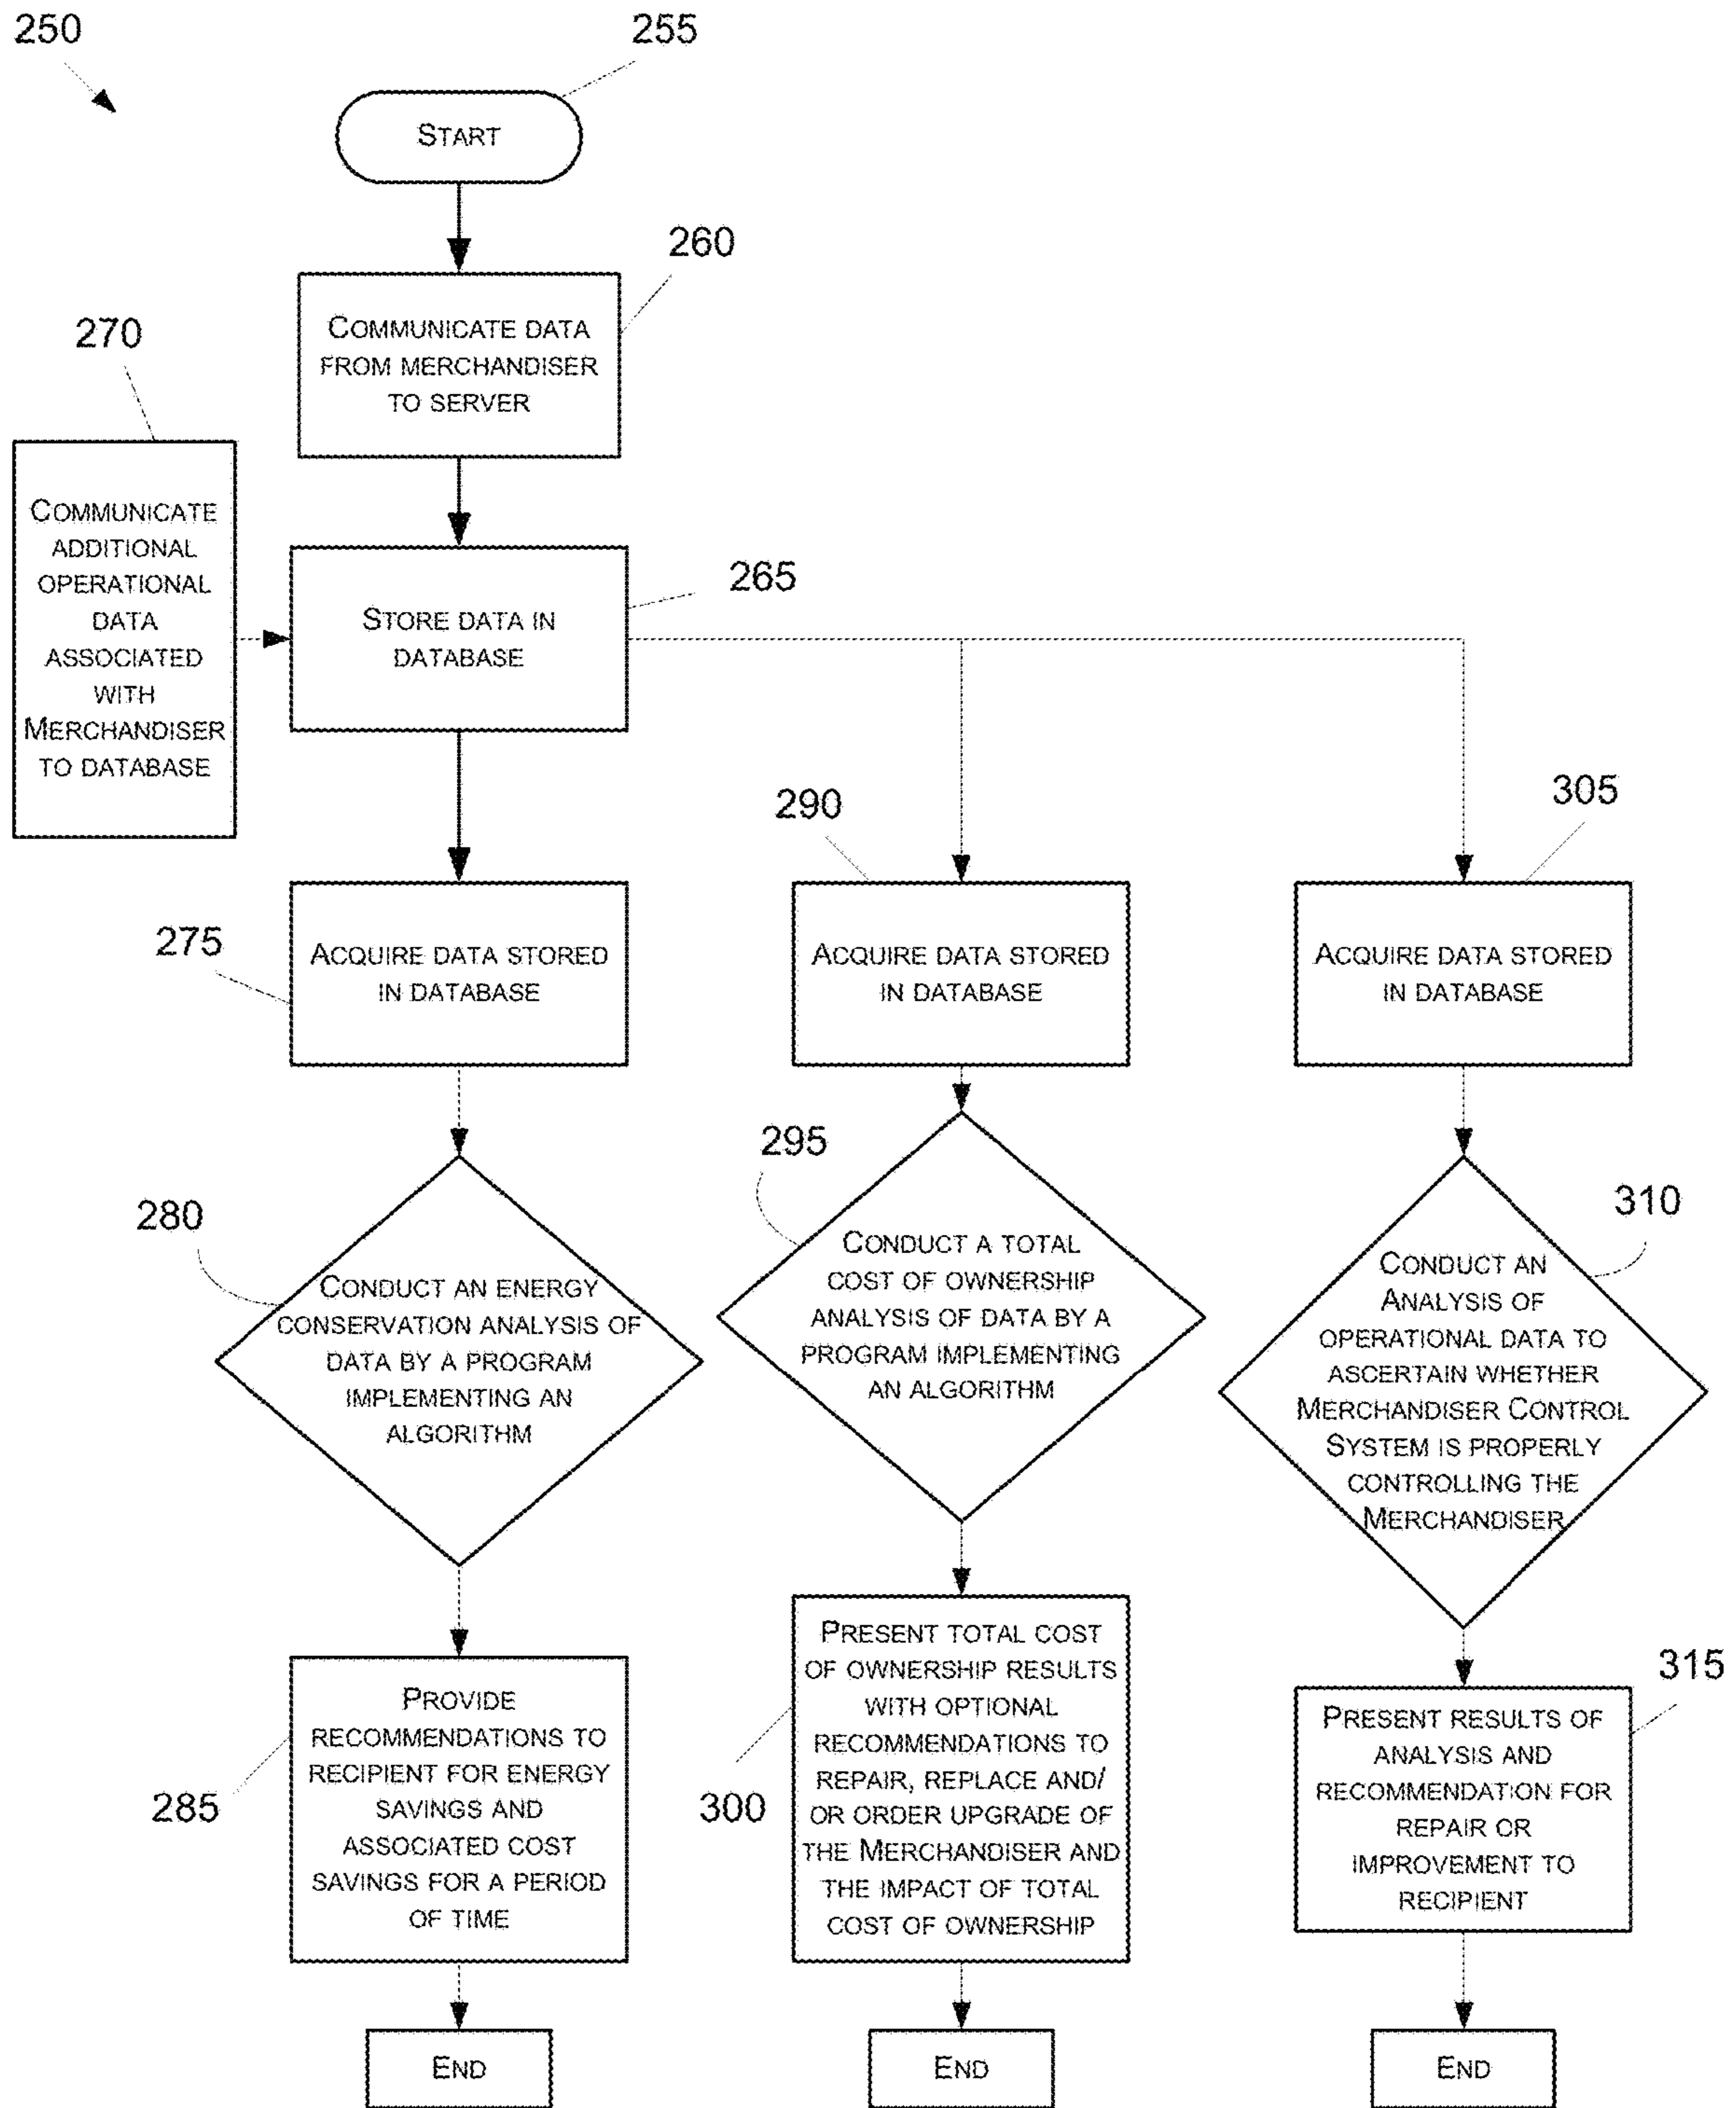 250
255
START
260
COMMUNICATE DATA
FROM MERCHANDISER
TO SERVER
270
COMMUNICATE
ADDITIONAL
OPERATIONAL
DATA
ASSOCIATED
WITH
MERCHANDISER
TO DATABASE
265
STORE DATA IN
DATABASE
290
305
275
ACQUIRE DATA STORED
IN DATABASE
ACQUIRE DATA STORED
IN DATABASE
ACQUIRE DATA STORED
IN DATABASE
280
CONDUCT AN ENERGY
CONSERVATION ANALYSIS OF
DATA BY A PROGRAM
IMPLEMENTING AN
ALGORITHM
295
CONDUCT A TOTAL
COST OF OWNERSHIP
ANALYSIS OF DATA BY A
PROGRAM IMPLEMENTING
AN ALGORITHM
310
CONDUCT AN
ANALYSIS OF
OPERATIONAL DATA TO
ASCERTAIN WHETHER
MERCHANDISER CONTROL
SYSTEM IS PROPERLY
CONTROLLING THE
MERCHANDISER
285
PROVIDE
RECOMMENDATIONS TO
RECIPIENT FOR ENERGY
SAVINGS AND
ASSOCIATED COST
SAVINGS FOR A PERIOD
OF TIME
300
PRESENT TOTAL COST
OF OWNERSHIP RESULTS
WITH OPTIONAL
RECOMMENDATIONS TO
REPAIR, REPLACE AND/
OR ORDER UPGRADE OF
THE MERCHANDISER AND
THE IMPACT OF TOTAL
COST OF OWNERSHIP
315
PRESENT RESULTS OF
ANALYSIS AND
RECOMMENDATION FOR
REPAIR OR
IMPROVEMENT TO
RECIPIENT
END
END
END